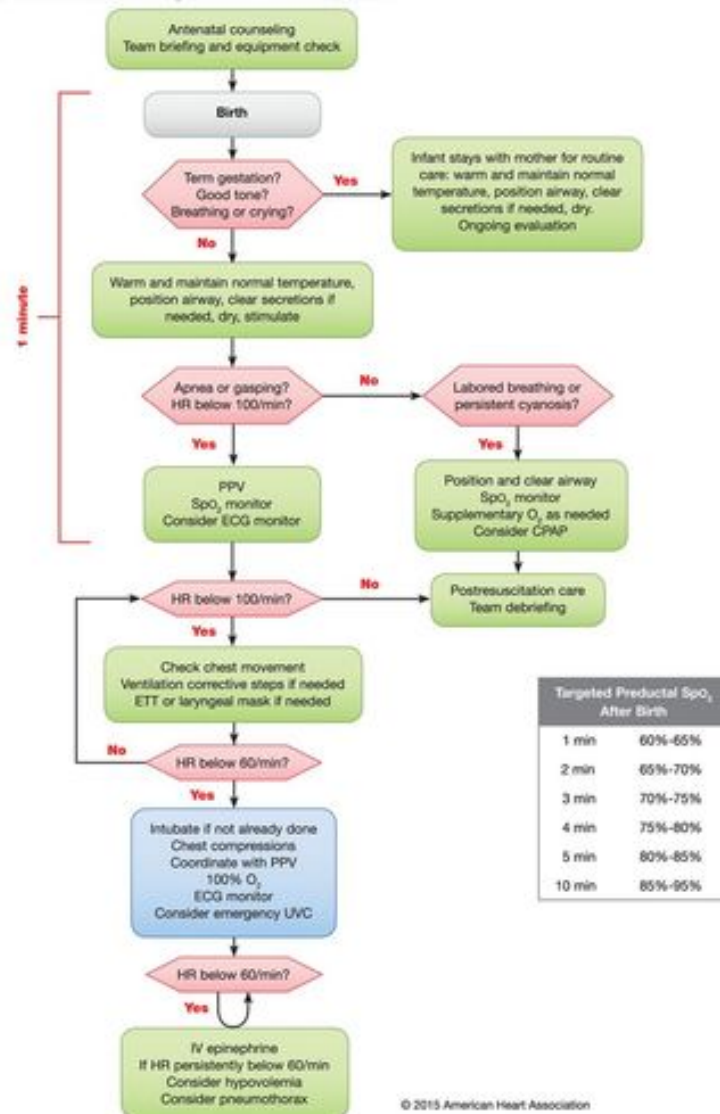 Antenatal counseling
Team briefing and equipment check
Birth
Term gestation?
Good tone?
Breathing or crying?
Yes
Infant stays with mother for routine
care: warm and maintain normal
temperature, position airway, clear
secretions if needed, dry.
Ongoing evaluation
No
1 minute
Warm and maintain normal temperature,
position airway, clear secretions if
needed, dry, stimulate
Apnea or gasping?
HR below 100/min?
No
Labored breathing or
persistent cyanosis?
Yes
Yes
PPV
SpO₂ monitor
Consider ECG monitor
Position and clear airway
SpO₂ monitor
Supplementary O₂ as needed
Consider CPAP
HR below 100/min?
No
Postresuscitation care
Team debriefing
Yes
Check chest movement
Ventilation corrective steps if needed
ETT or laryngeal mask if needed
No
HR below 60/min?
Yes
Intubate if not already done
Chest compressions
Coordinate with PPV
100% O₂
ECG monitor
Consider emergency UVC
HR below 60/min?
Yes
IV epinephrine
If HR persistently below 60/min
Consider hypovolemia
Consider pneumothorax
Targeted Preductal SpO₂
After Birth
1 min 60%-65%
2 min 65%-70%
3 min 70%-75%
4 min 75%-80%
5 min 80%-85%
10 min 85%-95%
© 2015 American Heart Association